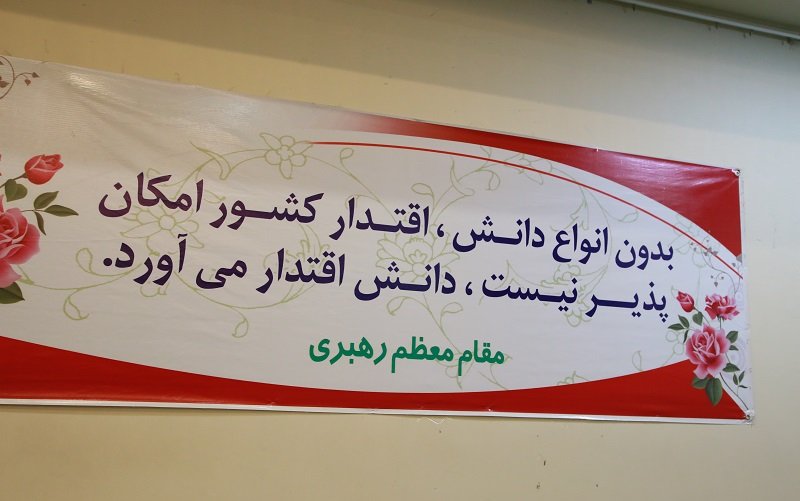 بدون انواع دانش ، اقتدار کشور امکان
پذیر نیست ، دانش اقتدار می آورد.
مقام معظم رهبری